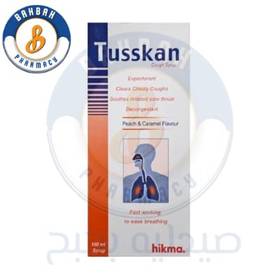 BAHBAH
PHARMACY
Tusskan
Cough Syrup
Expectorant
Clears Chesty Coughs
Soothes irritated sore throat
Decongestant
Peach & Caramel Flavour
Fast working
to ease breathing
100 ml
Syrup
hikma.
صيدلية بحبح